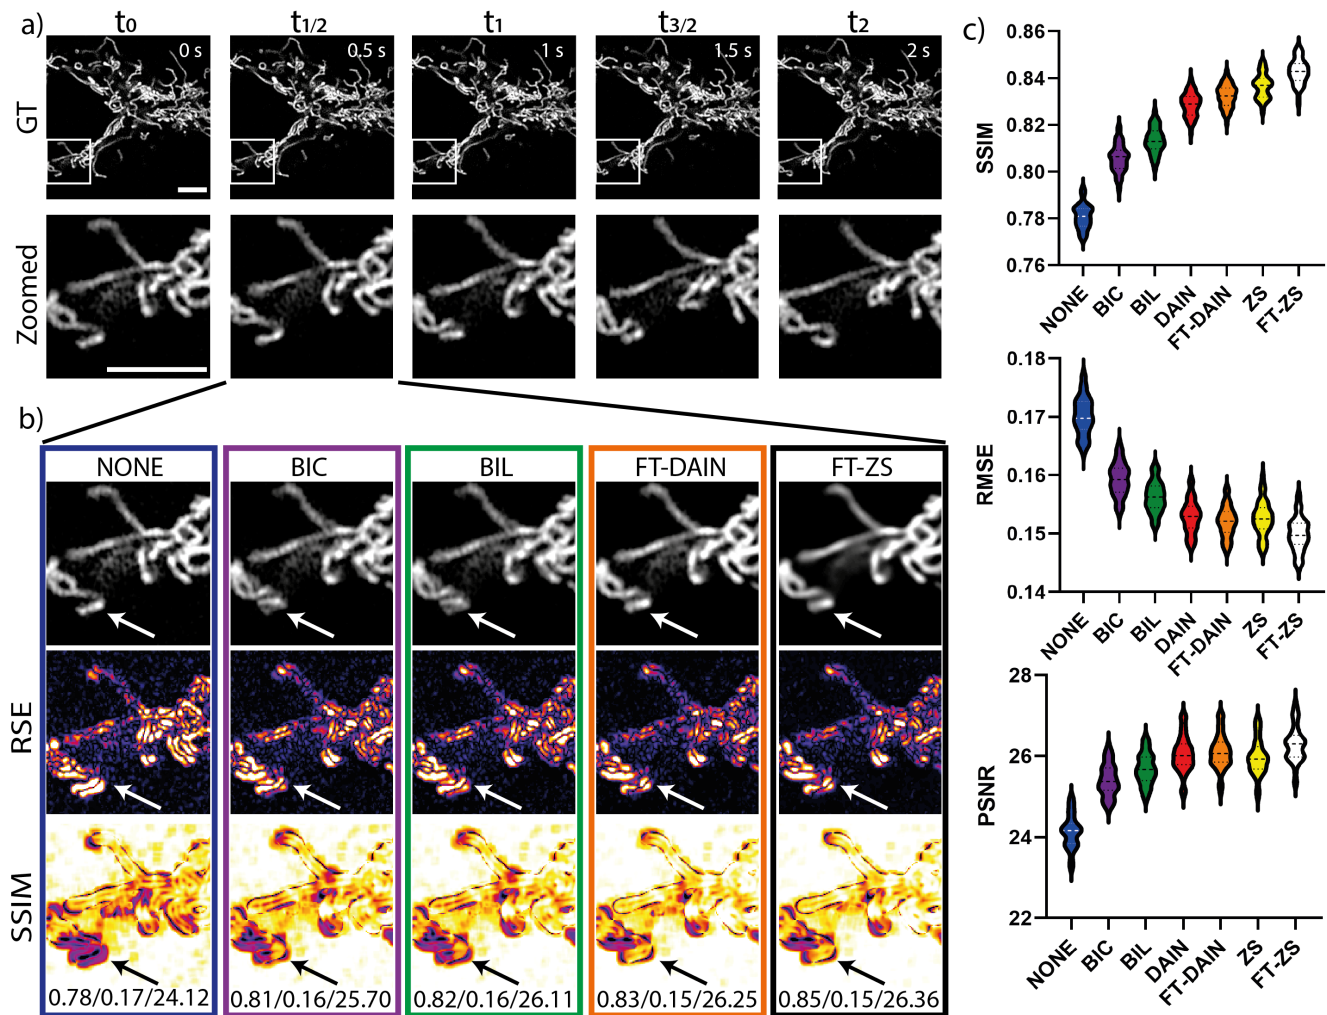 a)
t0 t1/2 t1 t3/2 t2
GT
0 s 0.5 s 1 s 1.5 s 2 s
Zoomed
b)
NONE BIC BIL FT-DAIN FT-ZS
RSE
SSIM
0.78/0.17/24.12 0.81/0.16/25.70 0.82/0.16/26.11 0.83/0.15/26.25 0.85/0.15/26.36
c)
SSIM
0.86
0.84
0.82
0.80
0.78
0.76
NONE BIC BIL DAIN FT-DAIN ZS FT-ZS
RMSE
0.18
0.17
0.16
0.15
0.14
NONE BIC BIL DAIN FT-DAIN ZS FT-ZS
PSNR
28
26
24
22
NONE BIC BIL DAIN FT-DAIN ZS FT-ZS